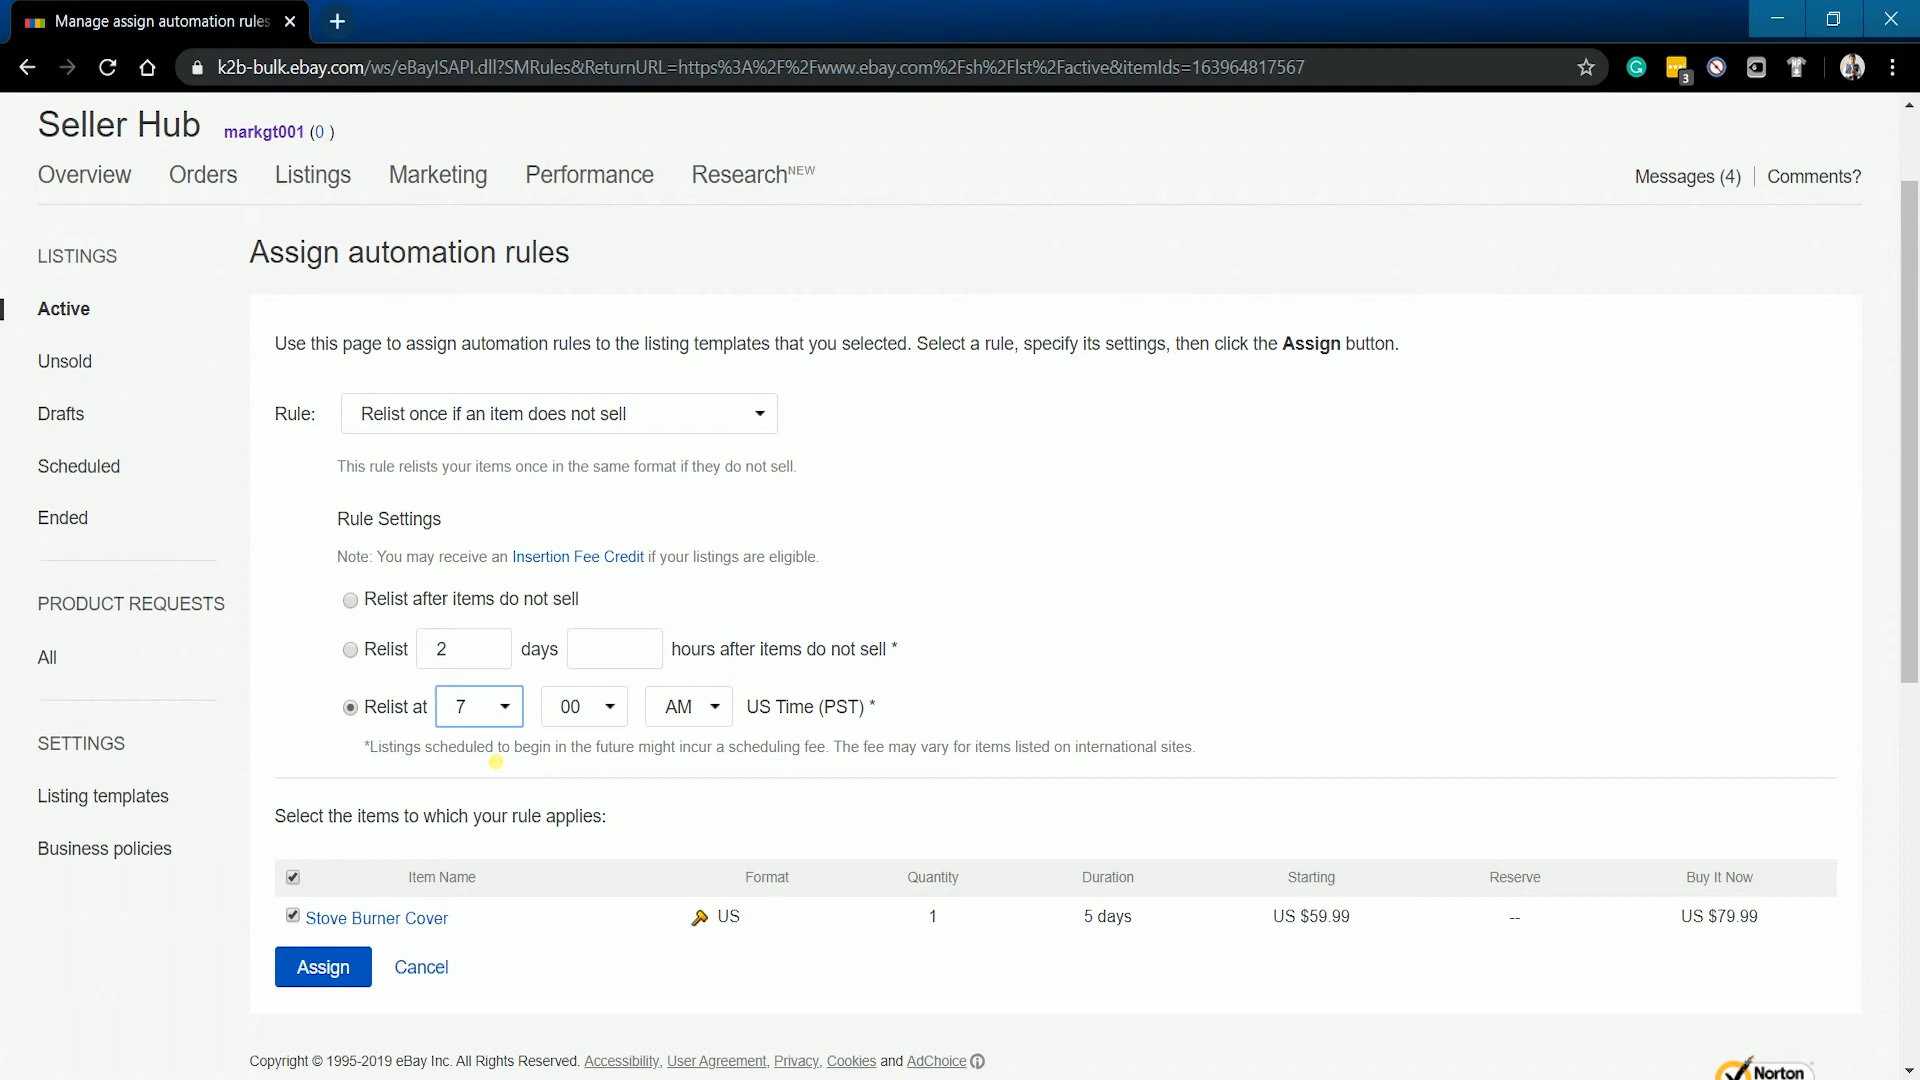 Manage assign automation rules
k2b-bulk.ebay.com/ws/eBayISAPI.dll?SMRules&ReturnURL=https%3A%2F%2Fwww.ebay.com%2Fsh%2Flst%2Factive&itemIds=163964817567
3
Seller Hub markgt001 (0 )
Overview Orders Listings Marketing Performance Research NEW
Messages (4) Comments?
LISTINGS
Active
Unsold
Drafts
Scheduled
Ended
PRODUCT REQUESTS
All
SETTINGS
Listing templates
Business policies
Assign automation rules
Use this page to assign automation rules to the listing templates that you selected. Select a rule, specify its settings, then click the Assign button.
Rule: Relist once if an item does not sell
This rule relists your items once in the same format if they do not sell.
Rule Settings
Note: You may receive an Insertion Fee Credit if your listings are eligible.
Relist after items do not sell
Relist 2 days hours after items do not sell *
Relist at 7 00 AM US Time (PST) *
*Listings scheduled to begin in the future might incur a scheduling fee. The fee may vary for items listed on international sites.
Select the items to which your rule applies:
Item Name Format Quantity Duration Starting Reserve Buy It Now
Stove Burner Cover US 1 5 days US $59.99 -- US $79.99
Assign Cancel
Copyright © 1995-2019 eBay Inc. All Rights Reserved. Accessibility, User Agreement, Privacy, Cookies and AdChoice
Norton